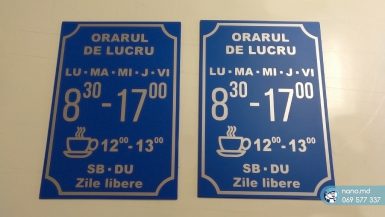 ORARUL
DE LUCRU
LU • MA • MI • J • VI
8³⁰-17⁰⁰
12⁰⁰-13⁰⁰
SB • DU
Zile libere
ORARUL
DE LUCRU
LU • MA • MI • J • VI
8³⁰-17⁰⁰
12⁰⁰-13⁰⁰
SB • DU
Zile libere
nano.md
069 577 337